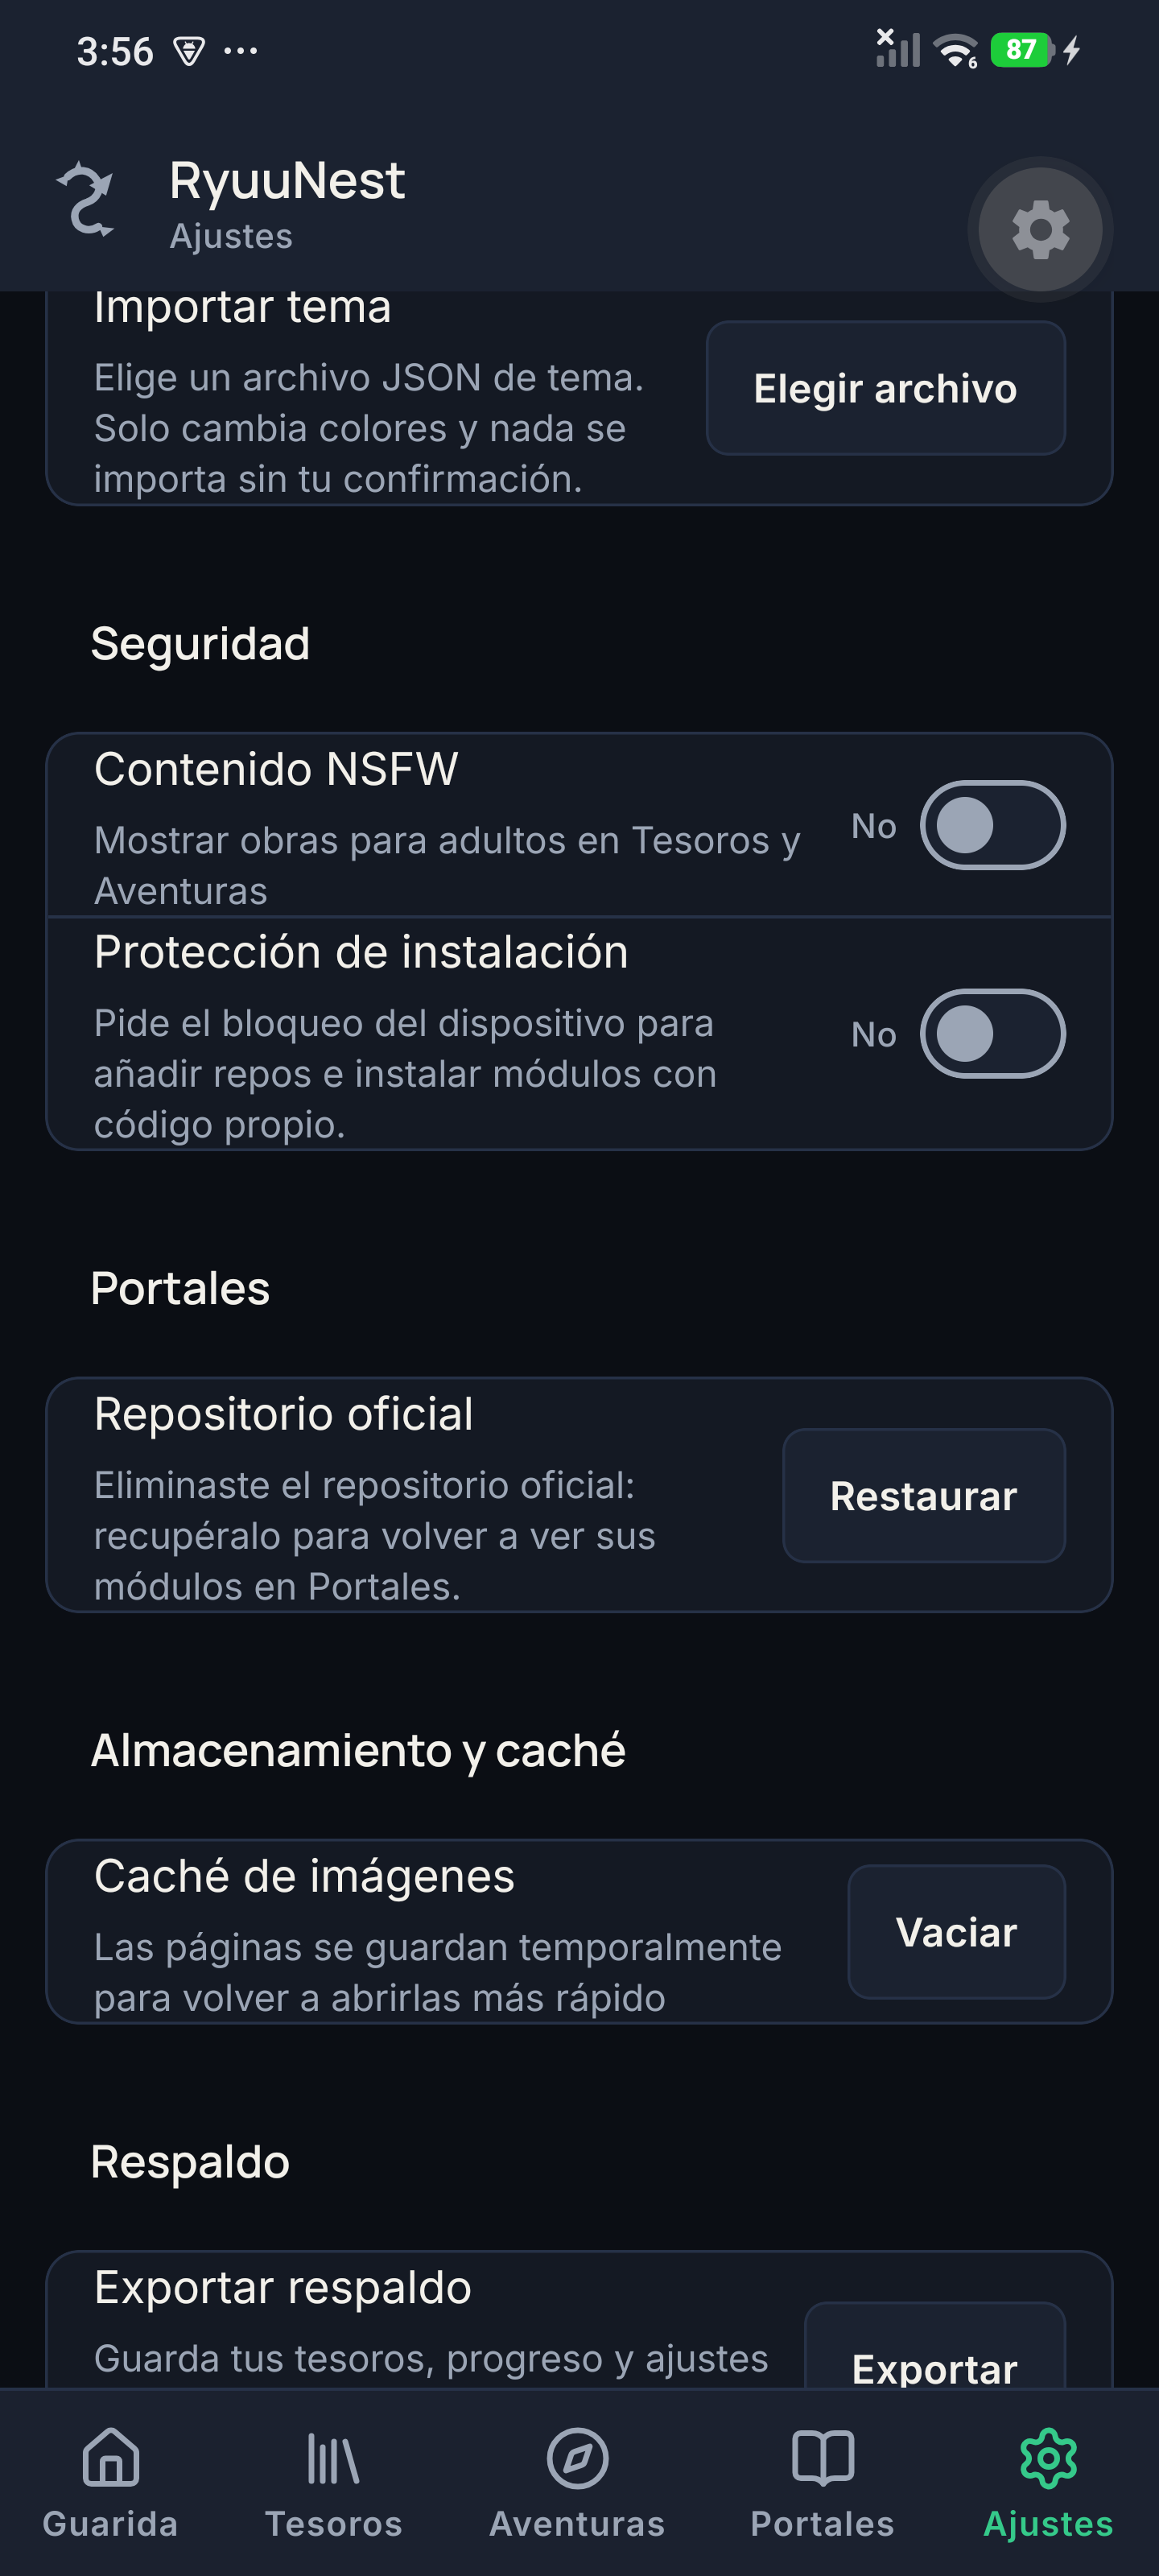 3:56
87
6
RyuuNest
Ajustes
Importar tema
Elige un archivo JSON de tema.
Solo cambia colores y nada se
importa sin tu confirmación.
Elegir archivo
Seguridad
Contenido NSFW
Mostrar obras para adultos en Tesoros y
Aventuras
No
Protección de instalación
Pide el bloqueo del dispositivo para
añadir repos e instalar módulos con
código propio.
No
Portales
Repositorio oficial
Eliminaste el repositorio oficial:
recupéralo para volver a ver sus
módulos en Portales.
Restaurar
Almacenamiento y caché
Caché de imágenes
Las páginas se guardan temporalmente
para volver a abrirlas más rápido
Vaciar
Respaldo
Exportar respaldo
Guarda tus tesoros, progreso y ajustes
Exportar
Guarida
Tesoros
Aventuras
Portales
Ajustes